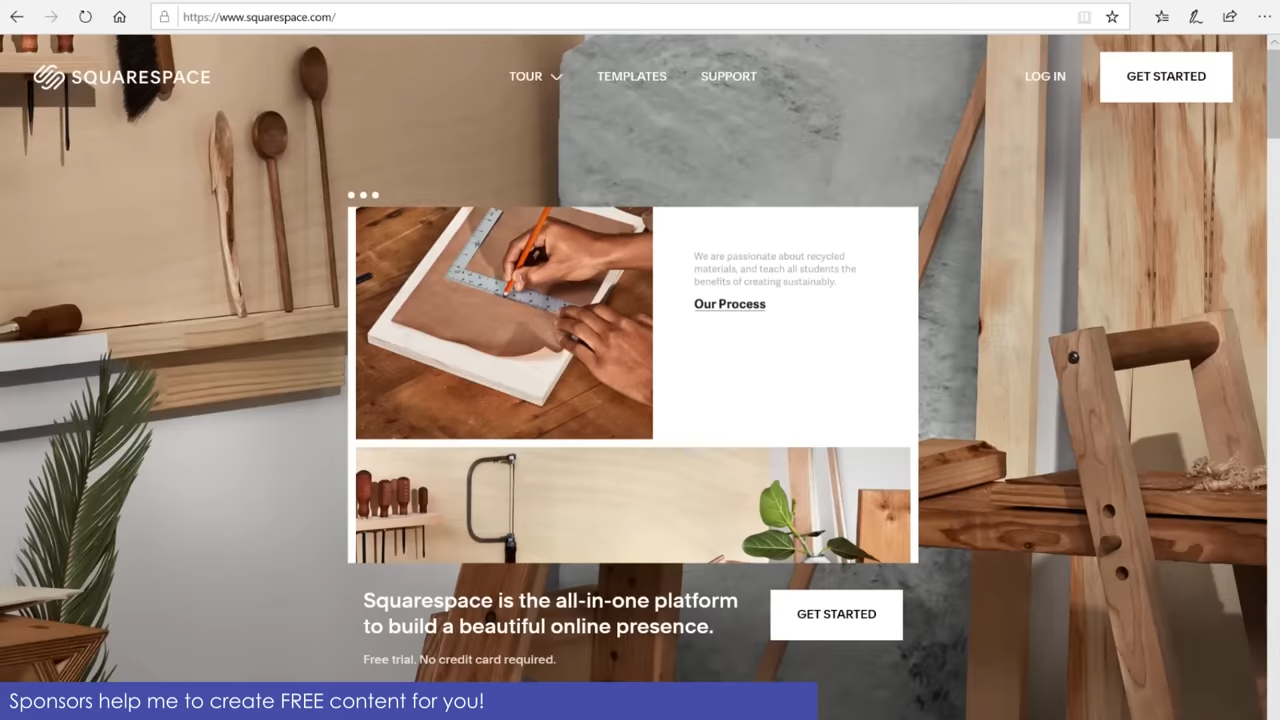 https://www.squarespace.com/
SQUARESPACE
TOUR
TEMPLATES
SUPPORT
LOG IN
GET STARTED
We are passionate about recycled
materials, and teach all students the
benefits of creating sustainably.
Our Process
Squarespace is the all-in-one platform
to build a beautiful online presence.
GET STARTED
Free trial. No credit card required.
Sponsors help me to create FREE content for you!